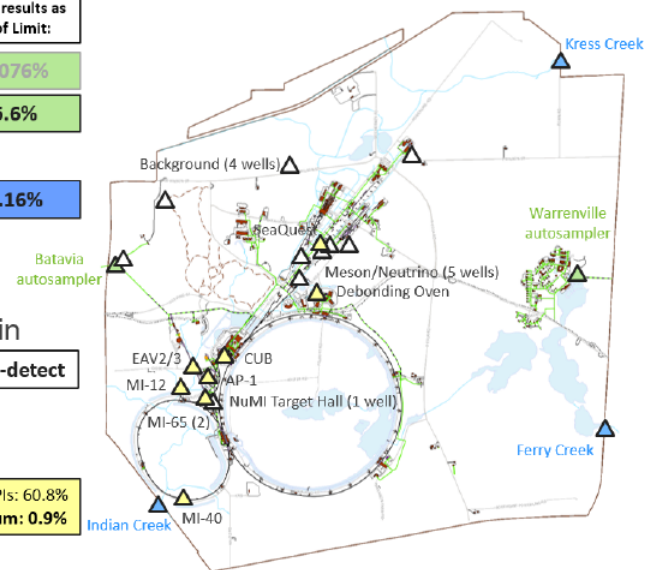 results as
of Limit:
076%
5.6%
.16%
in
-detect
PIs: 60.8%
um: 0.9%
Kress Creek
Background (4 wells)
SeaQuest
Warrenville
autosampler
Batavia
autosampler
Meson/Neutrino (5 wells)
Debonding Oven
EAV2/3
CUB
MI-12
AP-1
NuMI Target Hall (1 well)
MI-65 (2)
Ferry Creek
Indian Creek
MI-40